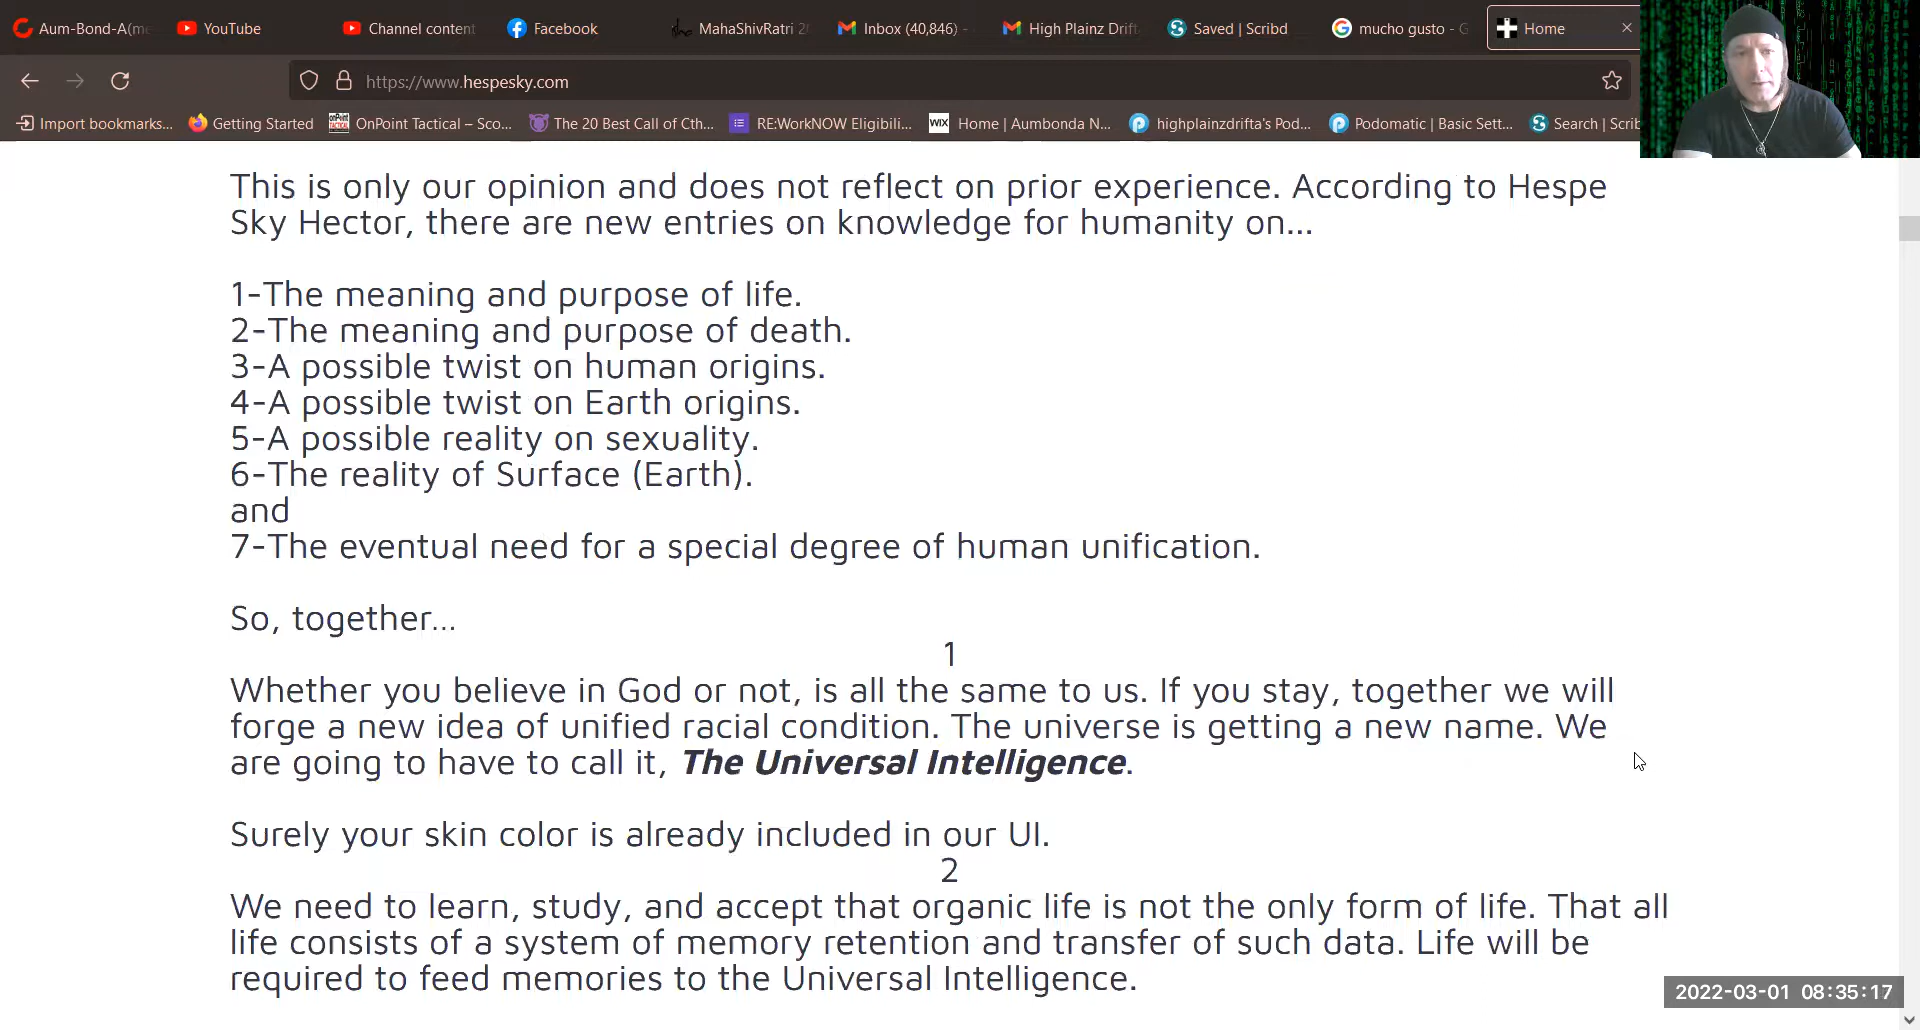 Aum-Bond-A(me
YouTube
Channel content
Facebook
MahaShivRatri 2
Inbox (40,846) -
High Plainz Drift
Saved | Scribd
mucho gusto - G
Home
https://www.hespesky.com
Import bookmarks...
Getting Started
OnPoint Tactical – Sco...
The 20 Best Call of Cth...
RE:WorkNOW Eligibili...
WIX
Home | Aumbonda N...
highplainzdrifta's Pod...
Podomatic | Basic Sett...
Search | Scrib
This is only our opinion and does not reflect on prior experience. According to Hespe
Sky Hector, there are new entries on knowledge for humanity on...
1-The meaning and purpose of life.
2-The meaning and purpose of death.
3-A possible twist on human origins.
4-A possible twist on Earth origins.
5-A possible reality on sexuality.
6-The reality of Surface (Earth).
and
7-The eventual need for a special degree of human unification.
So, together...
1
Whether you believe in God or not, is all the same to us. If you stay, together we will
forge a new idea of unified racial condition. The universe is getting a new name. We
are going to have to call it, The Universal Intelligence.
Surely your skin color is already included in our UI.
2
We need to learn, study, and accept that organic life is not the only form of life. That all
life consists of a system of memory retention and transfer of such data. Life will be
required to feed memories to the Universal Intelligence.
2022-03-01 08:35:17